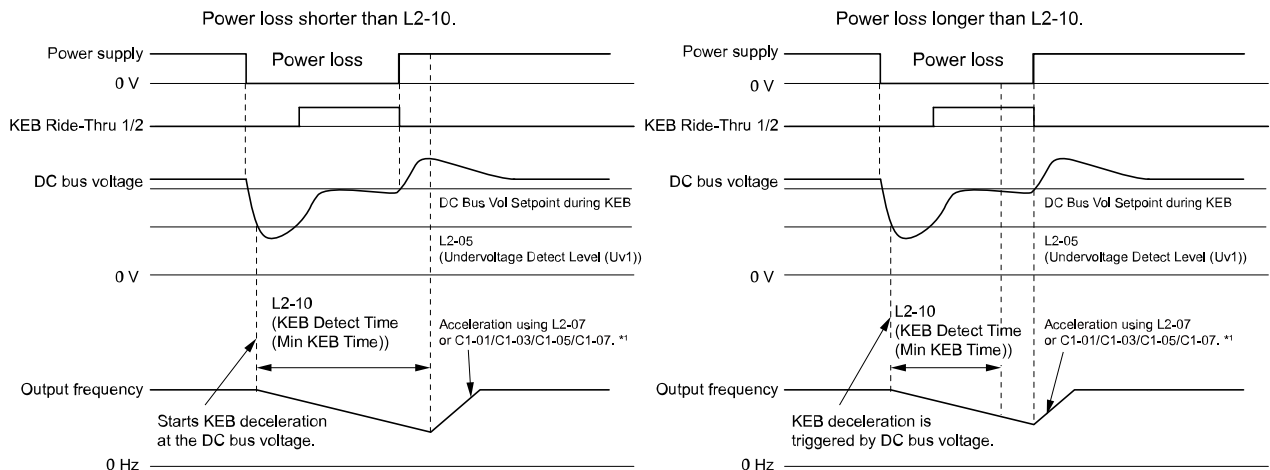 Power loss shorter than L2-10.
Power supply
Power loss
0 V
KEB Ride-Thru 1/2
DC bus voltage
DC Bus Vol Setpoint during KEB
L2-05
(Undervoltage Detect Level (Uv1))
0 V
L2-10
(KEB Detect Time
(Min KEB Time))
Acceleration using L2-07
or C1-01/C1-03/C1-05/C1-07. *1
Output frequency
Starts KEB deceleration
at the DC bus voltage.
0 Hz
Power loss longer than L2-10.
Power supply
Power loss
0 V
KEB Ride-Thru 1/2
DC bus voltage
DC Bus Vol Setpoint during KEB
L2-05
(Undervoltage Detect Level (Uv1))
0 V
L2-10
(KEB Detect Time
(Min KEB Time))
Acceleration using L2-07
or C1-01/C1-03/C1-05/C1-07. *1
Output frequency
KEB deceleration is
triggered by DC bus voltage.
0 Hz